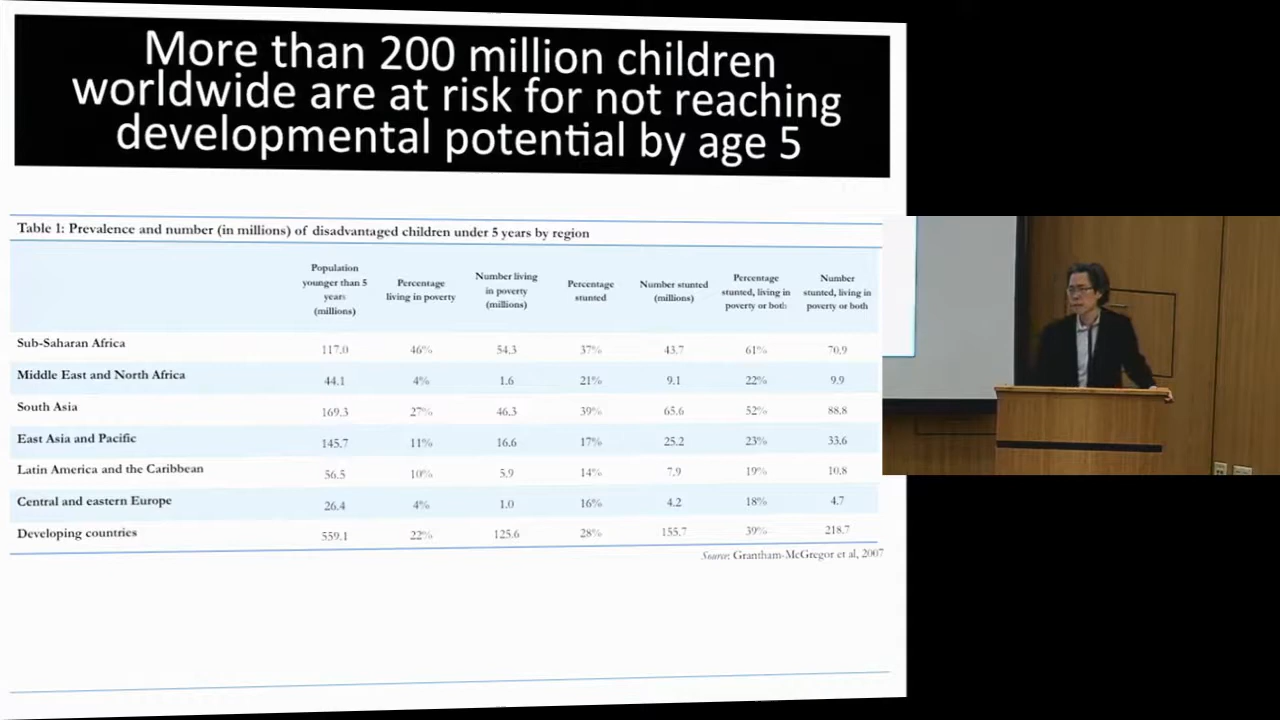 More than 200 million children
worldwide are at risk for not reaching
developmental potential by age 5
Table 1: Prevalence and number (in millions) of disadvantaged children under 5 years by region
Population younger than 5 years (millions) Percentage living in poverty Number living in poverty (millions) Percentage stunted Number stunted (millions) Percentage stunted, living in poverty or both Number stunted, living in poverty or both
Sub-Saharan Africa 117.0 46% 54.3 37% 43.7 61% 70.9
Middle East and North Africa 44.1 4% 1.6 21% 9.1 22% 9.9
South Asia 169.3 27% 46.3 39% 65.6 52% 88.8
East Asia and Pacific 145.7 11% 16.6 17% 25.2 23% 33.6
Latin America and the Caribbean 56.5 10% 5.9 14% 7.9 19% 10.8
Central and eastern Europe 26.4 4% 1.0 16% 4.2 18% 4.7
Developing countries 559.1 22% 125.6 28% 155.7 39% 218.7
Source: Grantham-McGregor et al, 2007